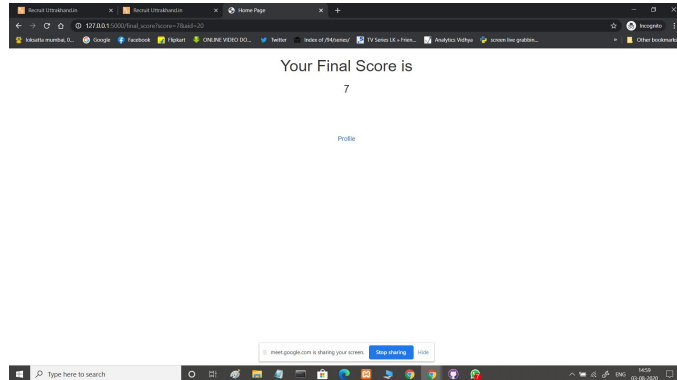 Recruit Uttrakhand.in
Recruit Uttrakhand.in
Home Page
127.0.0.1:5000/final_score?score=7&uid=20
Incognito
loksatta mumbai, 0...
Google
Facebook
Flipkart
ONLINE VIDEO DO...
Twitter
Index of /94/series/
TV Series LK » Frien...
Analytics Vidhya
screen live grabbin...
»
Other bookmarks
Your Final Score is
7
Profile
meet.google.com is sharing your screen.
Stop sharing
Hide
Type here to search
ENG
14:59
03-08-2020